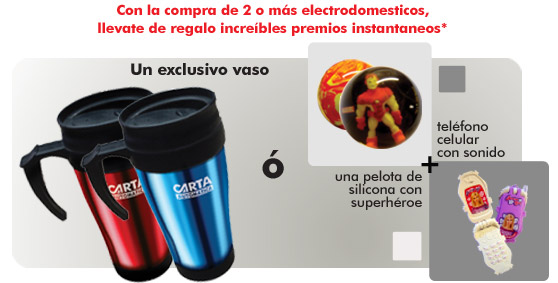 Con la compra de 2 o más electrodomesticos,
llevate de regalo increíbles premios instantaneos*
Un exclusivo vaso
CARTA
CARTA
AUTOMATICA
ó
una pelota de
silicona con
superhéroe
+
teléfono
celular
con sonido